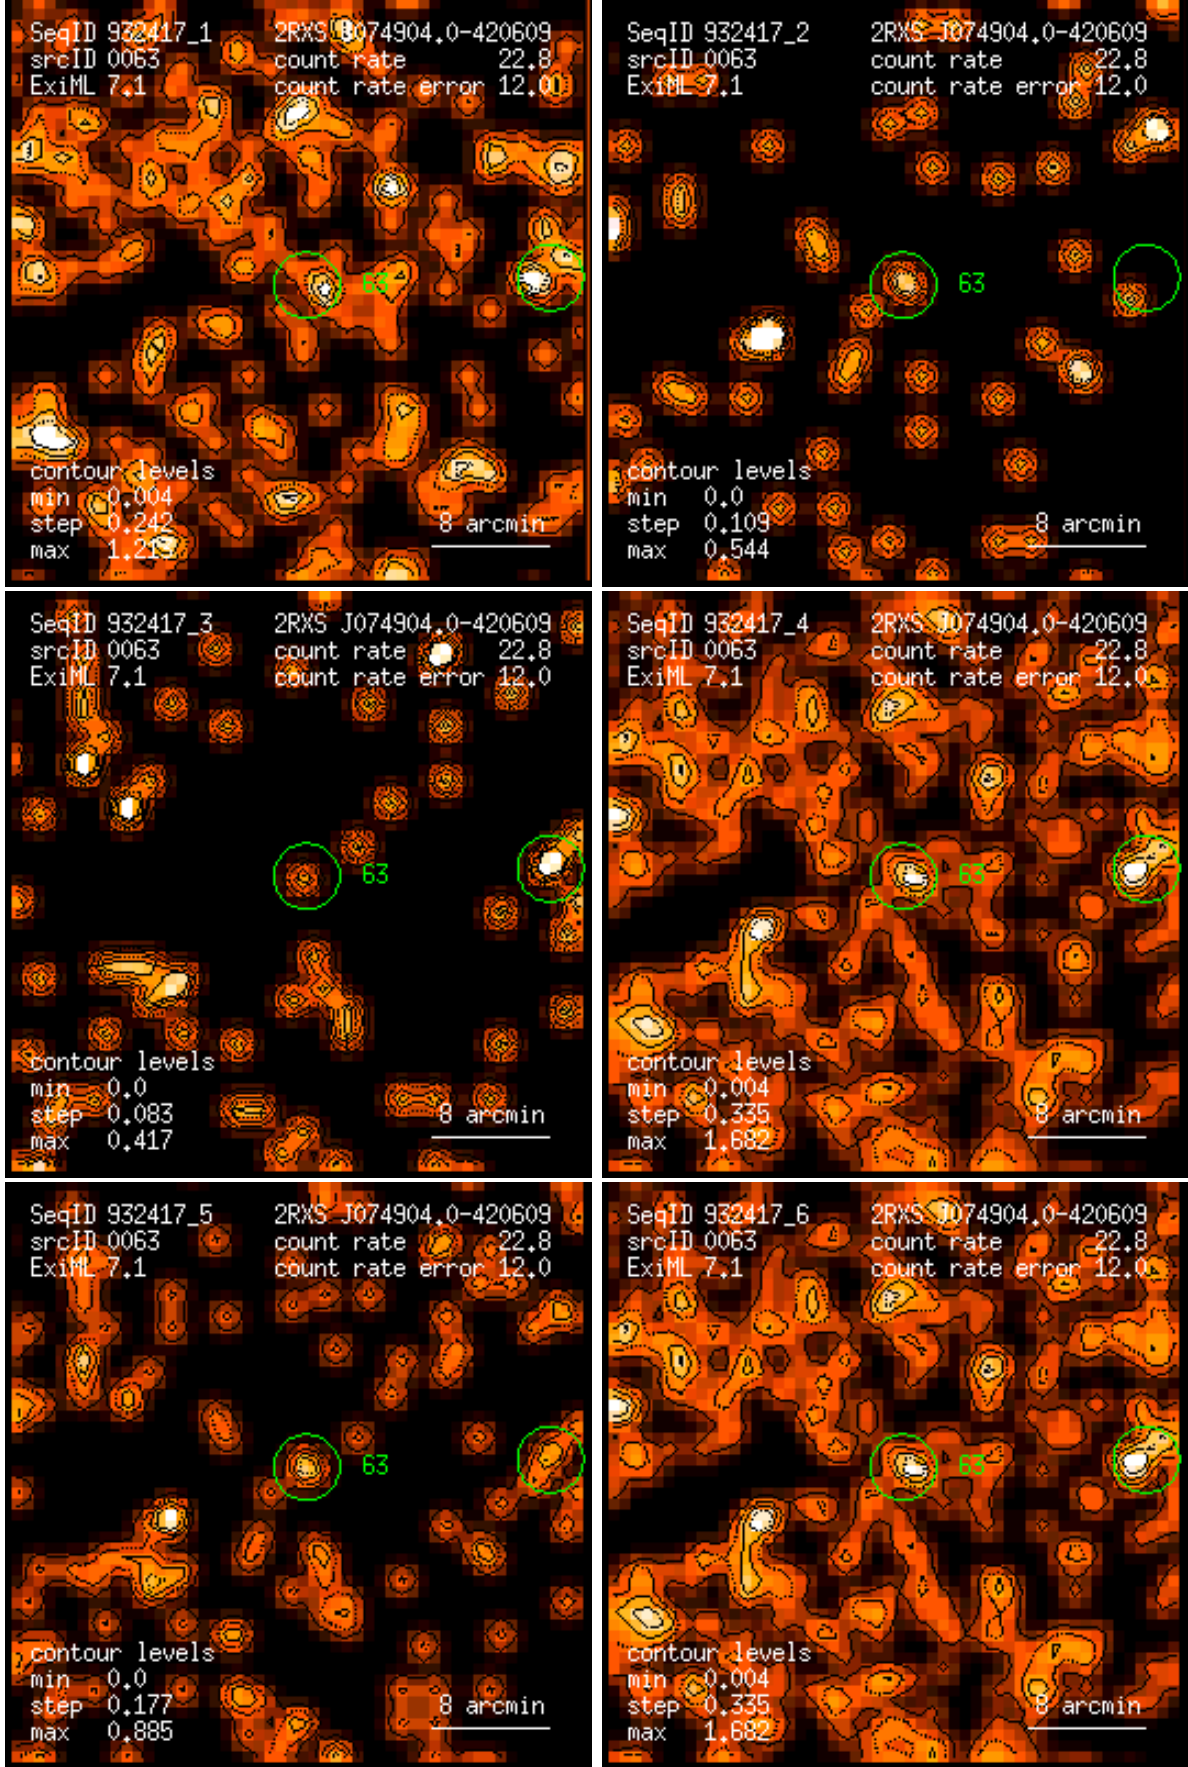 SeqID 932417_1 2RXS J074904.0-420609
srcID 0063 count rate 22.8
ExiML 7.1 count rate error 12.0
63
contour levels
min 0.004
step 0.242
max 1.213
8 arcmin
SeqID 932417_2 2RXS J074904.0-420609
srcID 0063 count rate 22.8
ExiML 7.1 count rate error 12.0
63
contour levels
min 0.0
step 0.109
max 0.544
8 arcmin
SeqID 932417_3 2RXS J074904.0-420609
srcID 0063 count rate 22.8
ExiML 7.1 count rate error 12.0
63
contour levels
min 0.0
step 0.083
max 0.417
8 arcmin
SeqID 932417_4 2RXS J074904.0-420609
srcID 0063 count rate 22.8
ExiML 7.1 count rate error 12.0
63
contour levels
min 0.004
step 0.335
max 1.682
8 arcmin
SeqID 932417_5 2RXS J074904.0-420609
srcID 0063 count rate 22.8
ExiML 7.1 count rate error 12.0
63
contour levels
min 0.0
step 0.177
max 0.885
8 arcmin
SeqID 932417_6 2RXS J074904.0-420609
srcID 0063 count rate 22.8
ExiML 7.1 count rate error 12.0
63
contour levels
min 0.004
step 0.335
max 1.682
8 arcmin